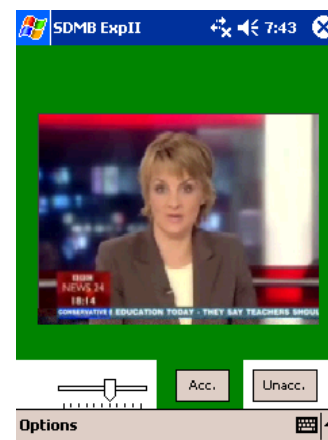 SDMB ExpII 7:43
BBC
NEWS 24
18:14
CONSERVATIVE EDUCATION TODAY - THEY SAY TEACHERS SHOUL
Acc. Unacc.
Options